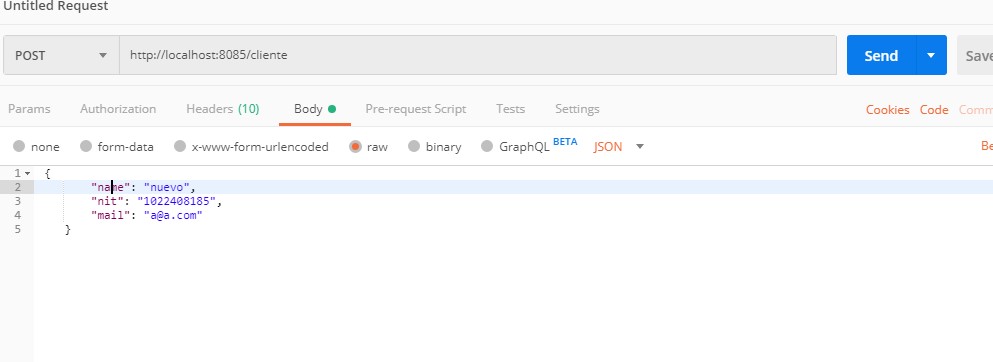 Untitled Request
POST http://localhost:8085/cliente Send Save
Params Authorization Headers (10) Body Pre-request Script Tests Settings Cookies Code Comm
none form-data x-www-form-urlencoded raw binary GraphQL BETA JSON Be
1 {
2 "name": "nuevo",
3 "nit": "1022408185",
4 "mail": "a@a.com"
5 }